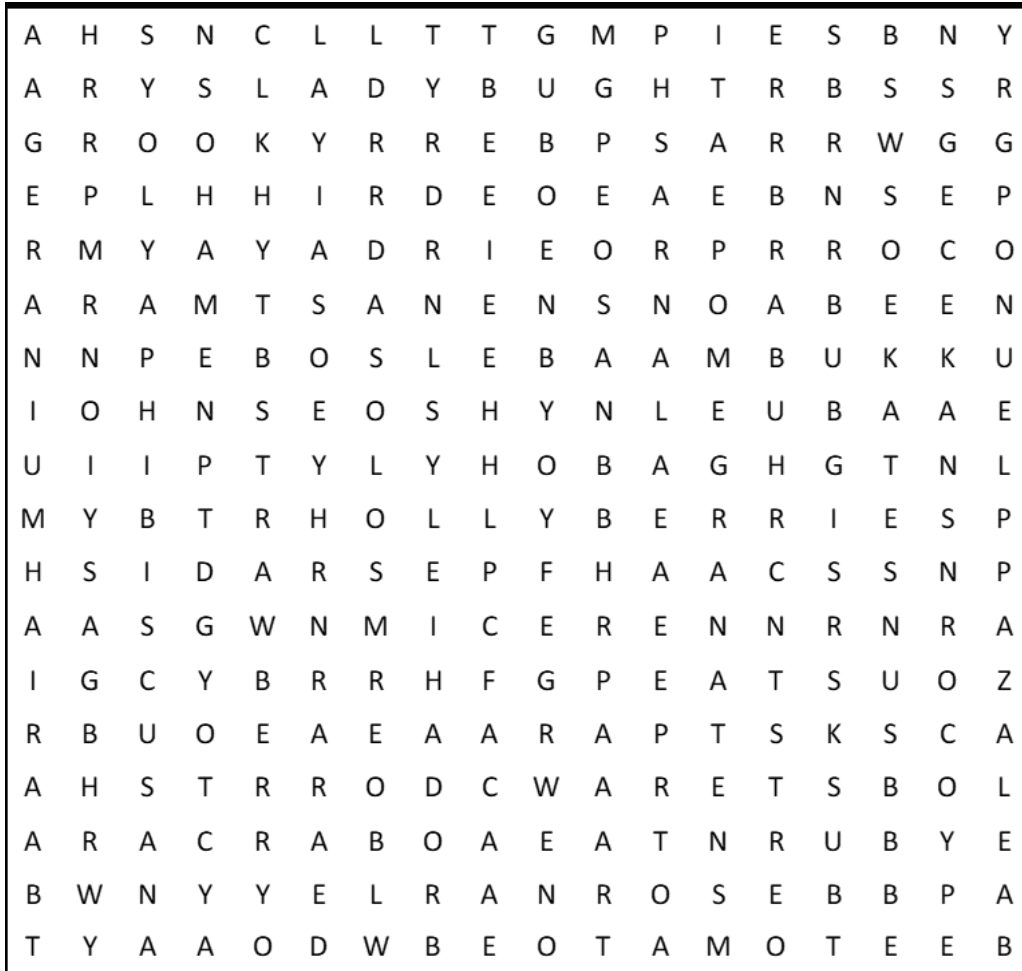 A H S N C L L T T G M P I E S B N Y
A R Y S L A D Y B U G H T R B S S R
G R O O K Y R R E B P S A R R W G G
E P L H H I R D E O E A E B N S E P
R M Y A Y A D R I E O R P R R O C O
A R A M T S A N E N S N O A B E E N
N N P E B O S L E B A A M B U K K U
I O H N S E O S H Y N L E U B A A E
U I I P T Y L Y H O B A G H G T N L
M Y B T R H O L L Y B E R R I E S P
H S I D A R S E P F H A A C S S N P
A A S G W N M I C E R E N N R N R A
I G C Y B R R H F G P E A T S U O Z
R B U O E A E A A R A P T S K S C A
A H S T R R O D C W A R E T S B O L
A R A C R A B O A E A T N R U B Y E
B W N Y Y E L R A N R O S E B B P A
T Y A A O D W B E O T A M O T E E B